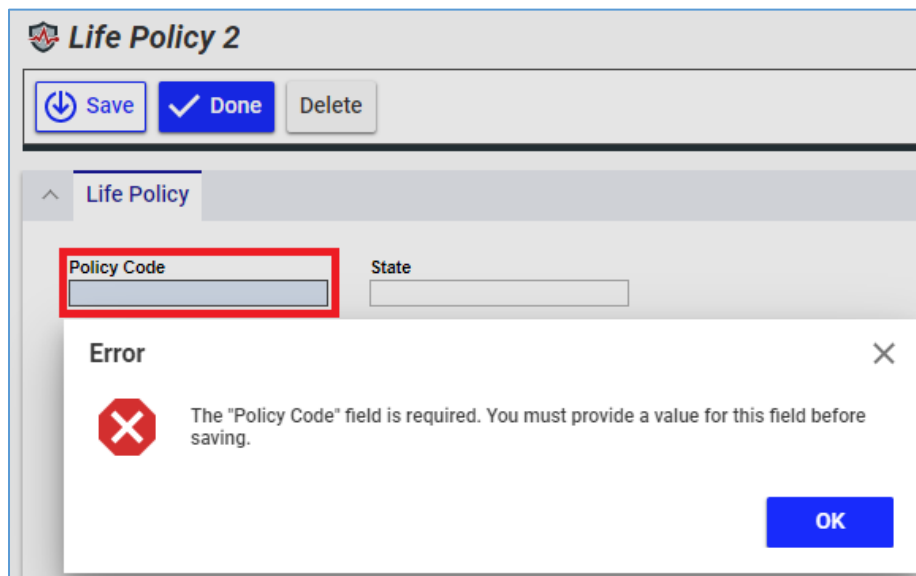 Life Policy 2
Save Done Delete
Life Policy
Policy Code State
Error
The "Policy Code" field is required. You must provide a value for this field before
saving.
OK